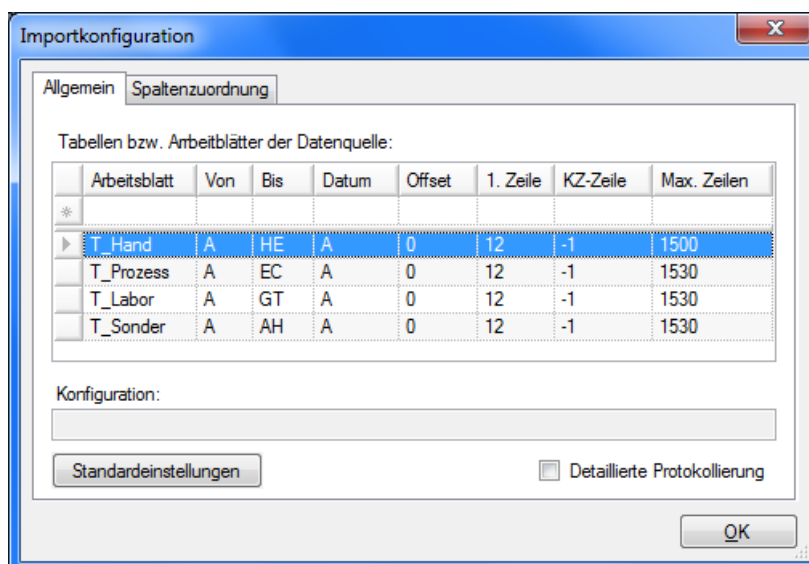 Importkonfiguration
Allgemein Spaltenzuordnung
Tabellen bzw. Arrbeitblätter der Datenquelle:
Arbeitsblatt Von Bis Datum Offset 1. Zeile KZ-Zeile Max. Zeilen
T_Hand A HE A 0 12 -1 1500
T_Prozess A EC A 0 12 -1 1530
T_Labor A GT A 0 12 -1 1530
T_Sonder A AH A 0 12 -1 1530
Konfiguration:
Standardeinstellungen Detaillierte Protokollierung
OK